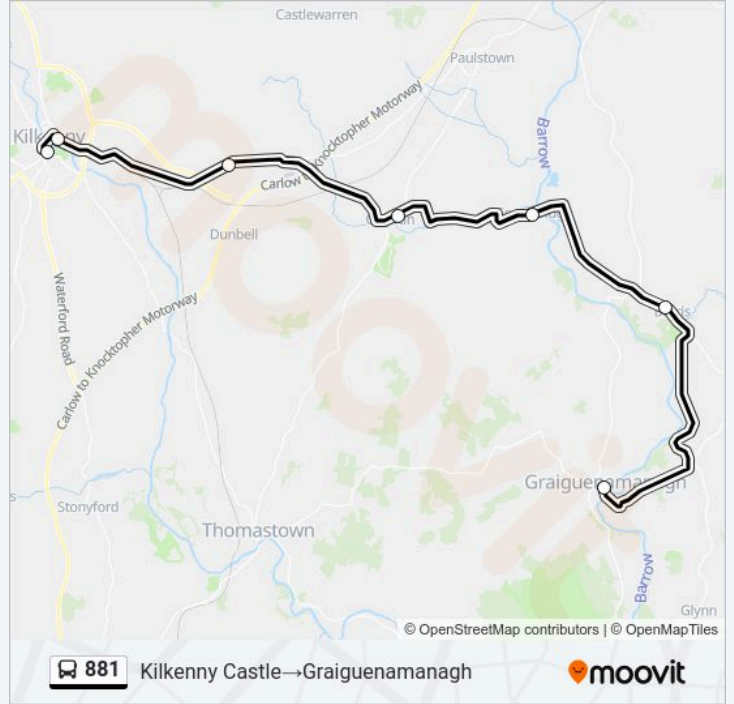 Castlewarren
Paulstown
Carlow to Knocktopher Motorway
Barrow
Dunbell
Waterford Road
Carlow to Knocktopher Motorway
Graiguenamanagh
Stonyford
Thomastown
Barrow
Glynn
© OpenStreetMap contributors | © OpenMapTiles
881 Kilkenny Castle→Graiguenamanagh moovit